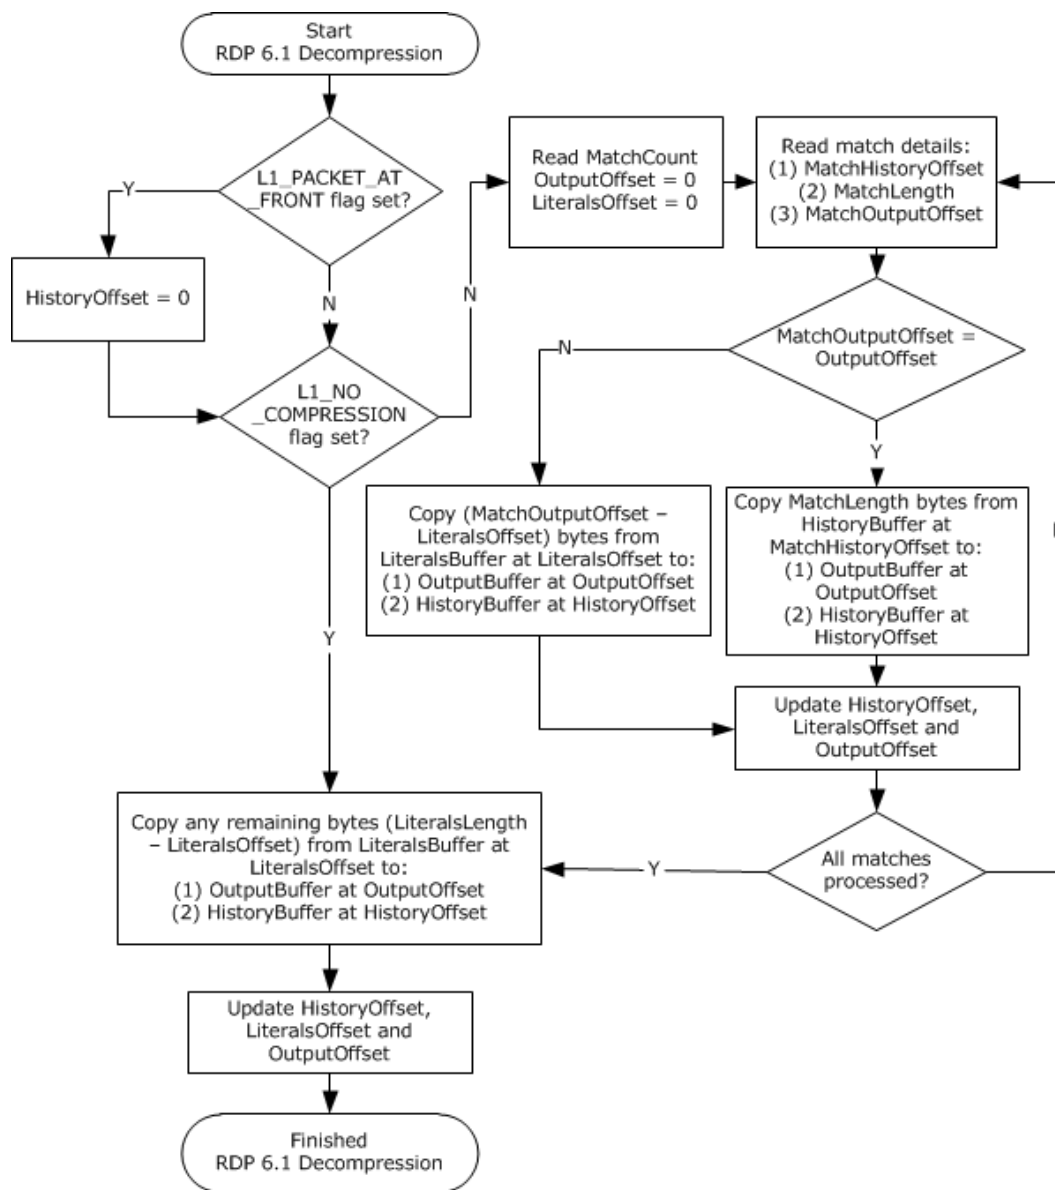 Start
RDP 6.1 Decompression
L1_PACKET_AT
_FRONT flag set?
Y
HistoryOffset = 0
N
L1_NO
_COMPRESSION
flag set?
N
Read MatchCount
OutputOffset = 0
LiteralsOffset = 0
Read match details:
(1) MatchHistoryOffset
(2) MatchLength
(3) MatchOutputOffset
MatchOutputOffset =
OutputOffset
N
Y
Copy (MatchOutputOffset –
LiteralsOffset) bytes from
LiteralsBuffer at LiteralsOffset to:
(1) OutputBuffer at OutputOffset
(2) HistoryBuffer at HistoryOffset
Copy MatchLength bytes from
HistoryBuffer at
MatchHistoryOffset to:
(1) OutputBuffer at
OutputOffset
(2) HistoryBuffer at
HistoryOffset
Update HistoryOffset,
LiteralsOffset and
OutputOffset
All matches
processed?
Y
Y
Copy any remaining bytes (LiteralsLength
– LiteralsOffset) from LiteralsBuffer at
LiteralsOffset to:
(1) OutputBuffer at OutputOffset
(2) HistoryBuffer at HistoryOffset
Update HistoryOffset,
LiteralsOffset and
OutputOffset
Finished
RDP 6.1 Decompression